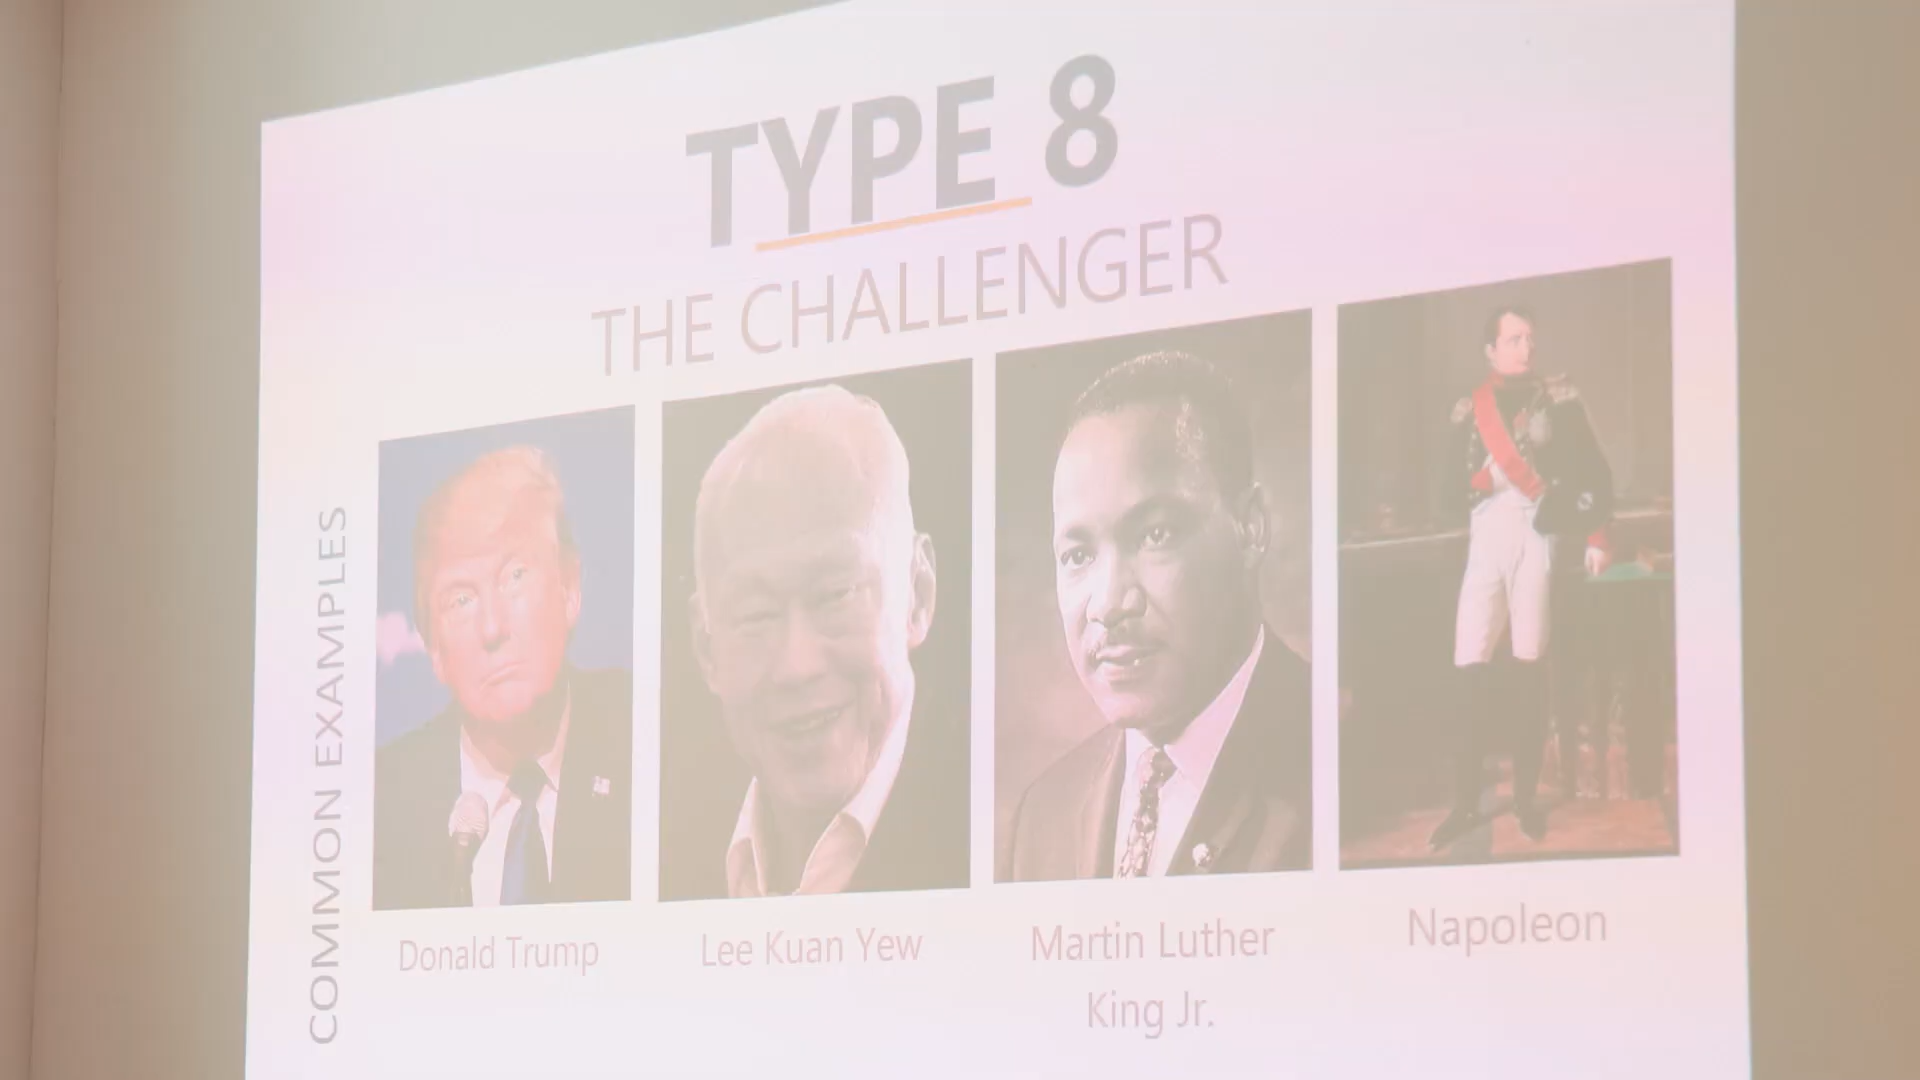 TYPE 8
THE CHALLENGER
COMMON EXAMPLES
Donald Trump
Lee Kuan Yew
Martin Luther
King Jr.
Napoleon